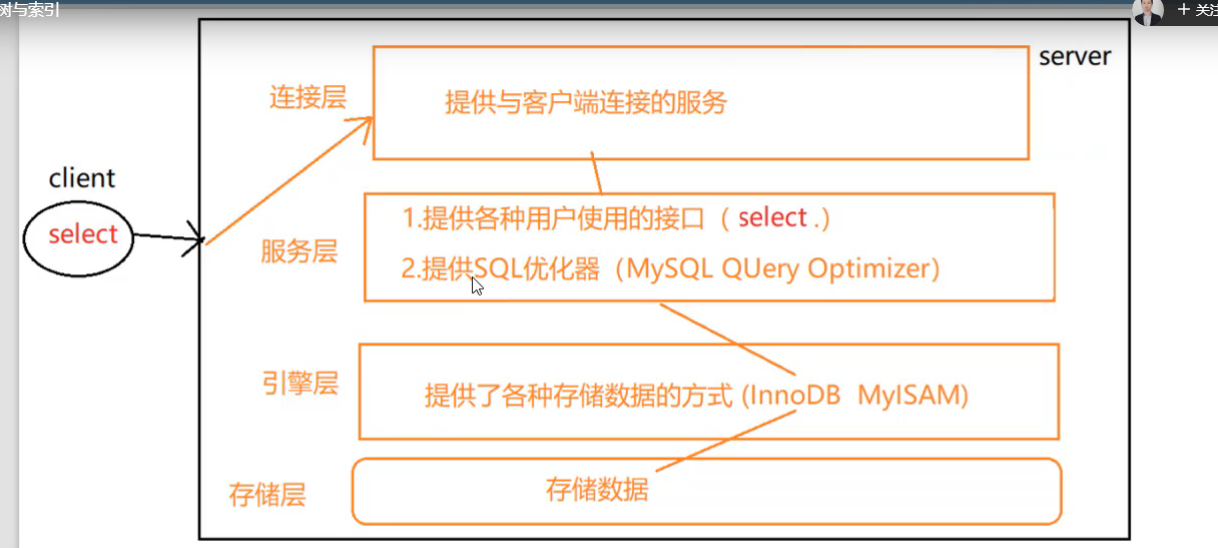 树与索引
+ 关注
server
连接层
提供与客户端连接的服务
client
select
服务层
1.提供各种用户使用的接口（ select .）
2.提供SQL优化器（MySQL QUery Optimizer）
引擎层
提供了各种存储数据的方式 (InnoDB MyISAM)
存储层
存储数据